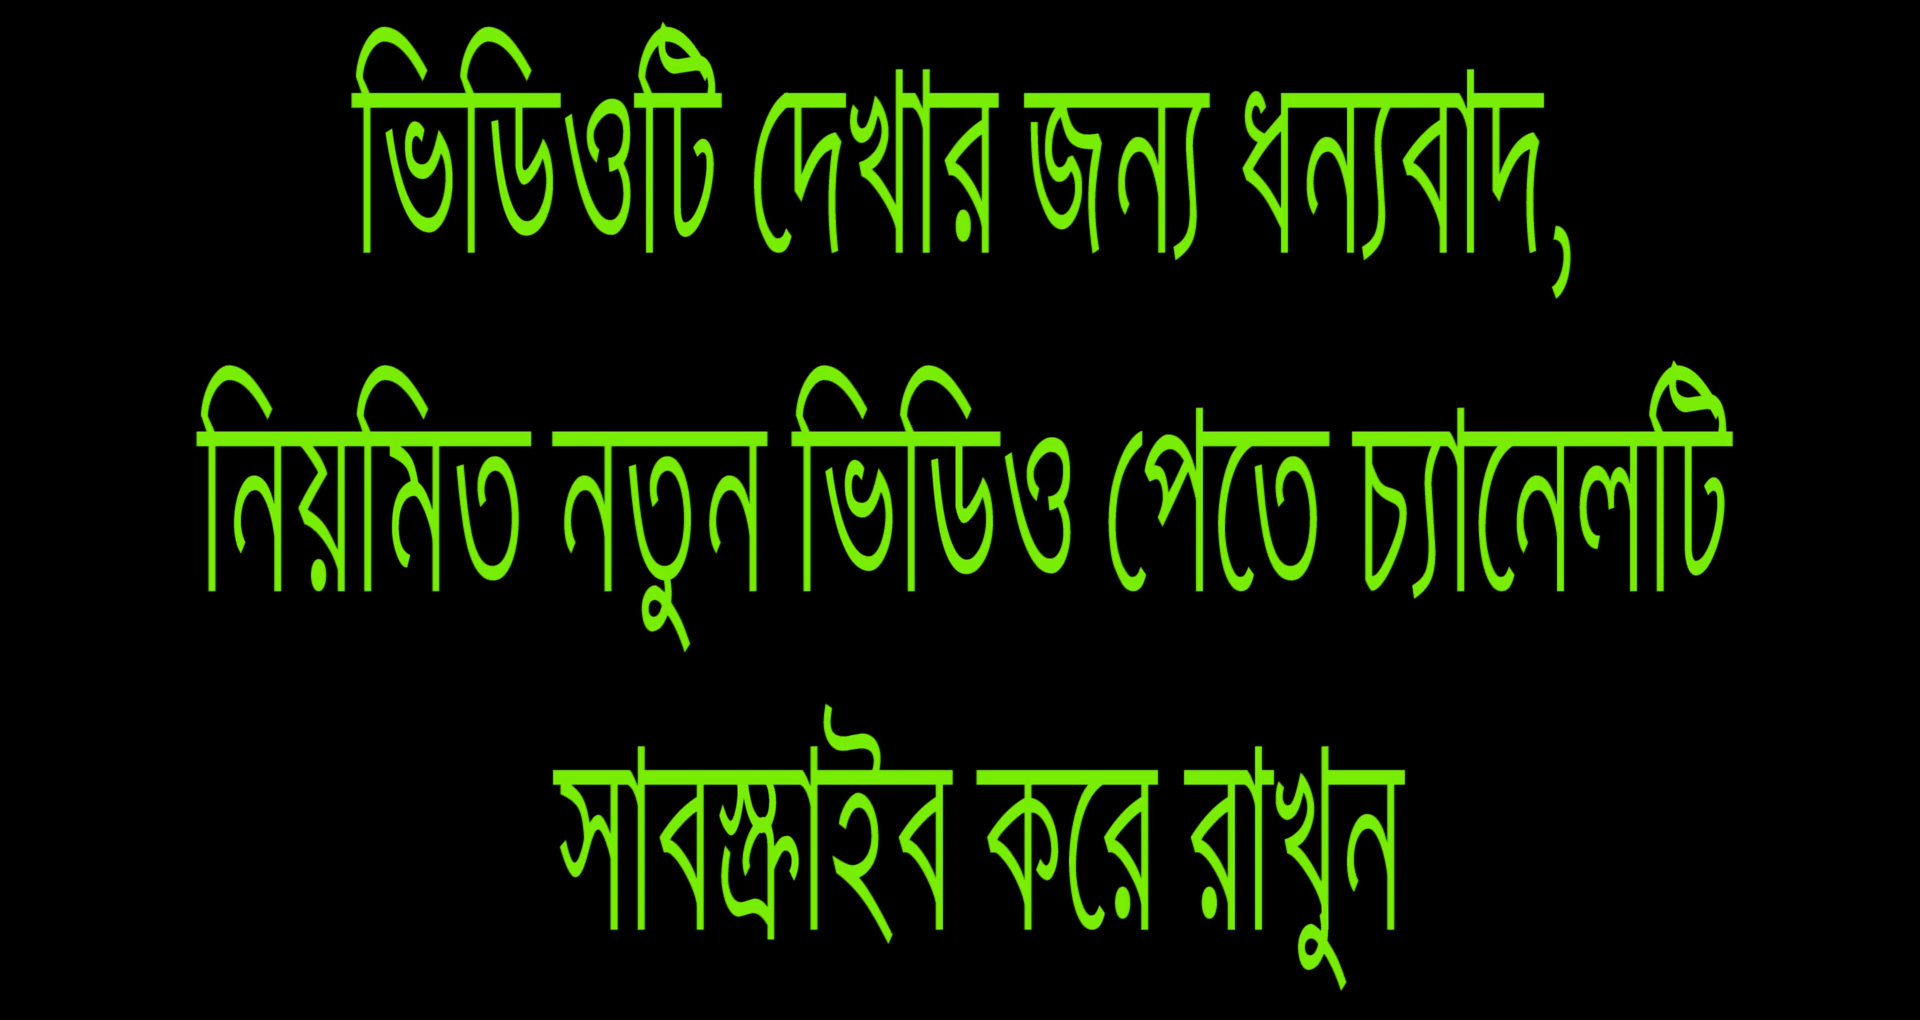 ভিডিওটি দেখার জন্য ধন্যবাদ,
নিয়মিত নতুন ভিডিও পেতে চ্যানেলটি
সাবস্ক্রাইব করে রাখুন